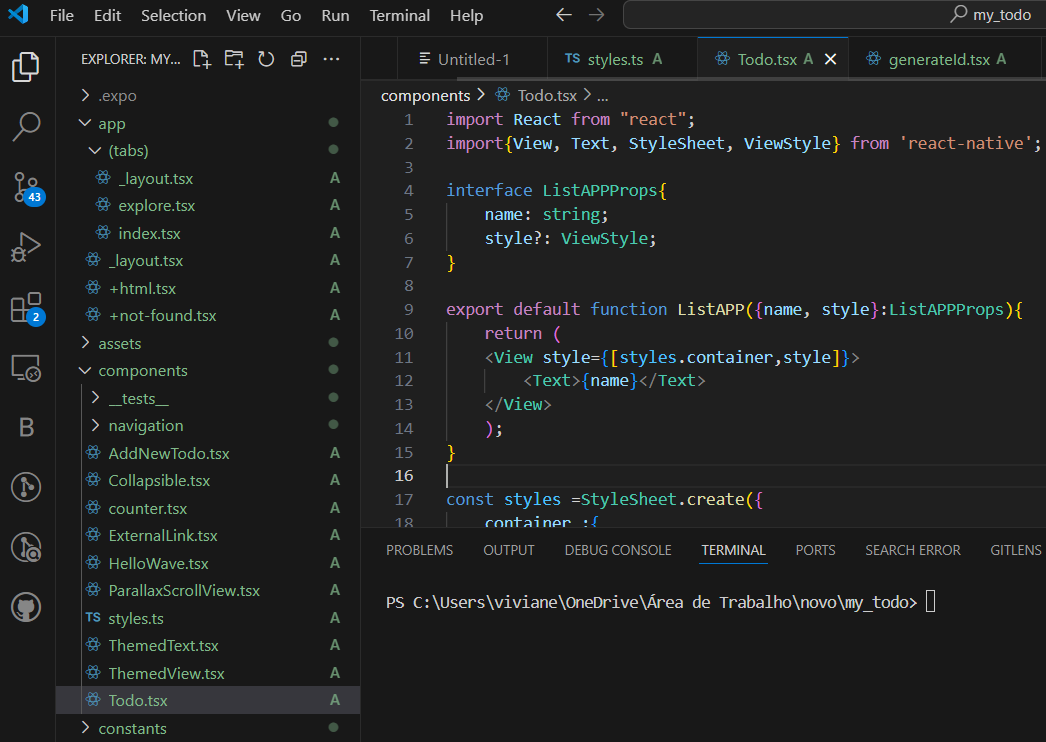 File Edit Selection View Go Run Terminal Help my_todo
EXPLORER: MY...
Untitled-1 TS styles.ts A Todo.tsx A generateId.tsx A
.expo
app
(tabs)
_layout.tsx A
explore.tsx A
index.tsx A
_layout.tsx A
+html.tsx A
+not-found.tsx A
assets
components
__tests__
navigation
AddNewTodo.tsx A
Collapsible.tsx A
counter.tsx A
ExternalLink.tsx A
HelloWave.tsx A
ParallaxScrollView.tsx A
TS styles.ts A
ThemedText.tsx A
ThemedView.tsx A
Todo.tsx A
constants
43
2
B
components > Todo.tsx > ...
1 import React from "react";
2 import{View, Text, StyleSheet, ViewStyle} from 'react-native';
3
4 interface ListAPPProps{
5 name: string;
6 style?: ViewStyle;
7 }
8
9 export default function ListAPP({name, style}:ListAPPProps){
10 return (
11 <View style={[styles.container,style]}>
12 <Text>{name}</Text>
13 </View>
14 );
15 }
16
17 const styles =StyleSheet.create({
18 container :{
PROBLEMS OUTPUT DEBUG CONSOLE TERMINAL PORTS SEARCH ERROR GITLENS
PS C:\Users\viviane\OneDrive\Área de Trabalho\novo\my_todo>